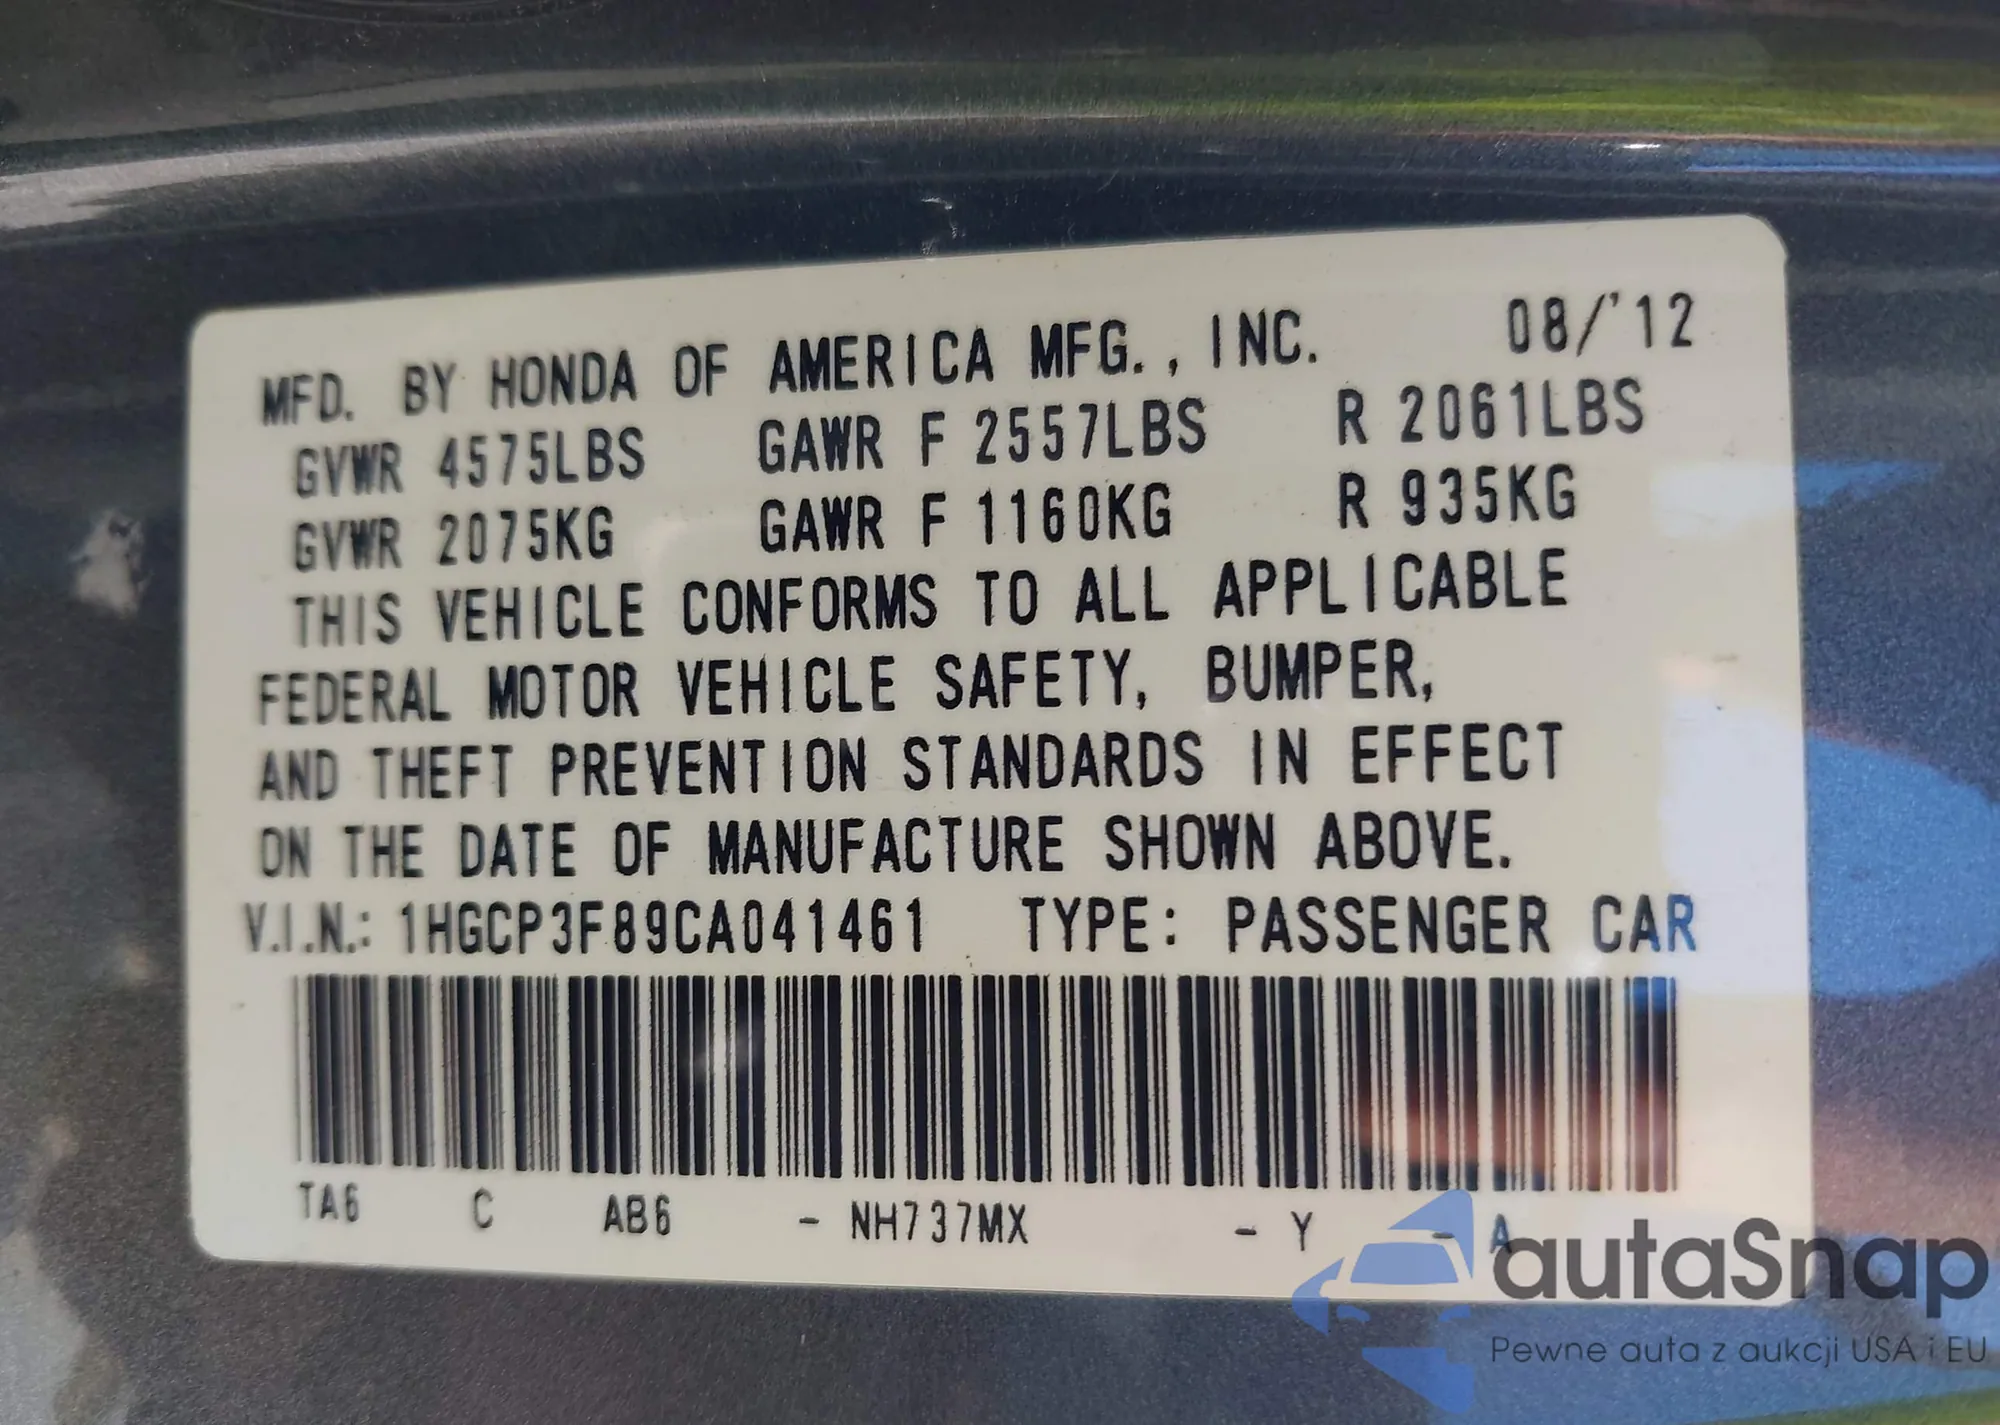 MFD. BY HONDA OF AMERICA MFG., INC. 08/'12
GVWR 4575LBS GAWR F 2557LBS R 2061LBS
GVWR 2075KG GAWR F 1160KG R 935KG
THIS VEHICLE CONFORMS TO ALL APPLICABLE
FEDERAL MOTOR VEHICLE SAFETY, BUMPER,
AND THEFT PREVENTION STANDARDS IN EFFECT
ON THE DATE OF MANUFACTURE SHOWN ABOVE.
V.I.N.: 1HGCP3F89CA041461 TYPE: PASSENGER CAR
TA6 C AB6 - NH737MX - Y - A
autaSnap
Pewne auta z aukcji USA i EU